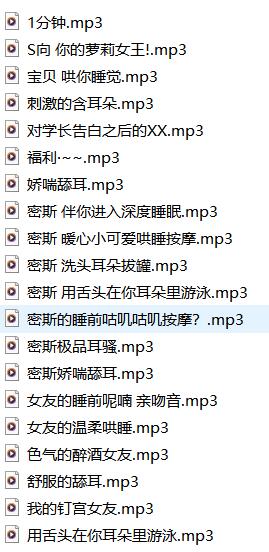 1分钟.mp3
S向 你的萝莉女王!.mp3
宝贝 哄你睡觉.mp3
刺激的含耳朵.mp3
对学长告白之后的XX.mp3
福利·~~.mp3
娇喘舔耳.mp3
密斯 伴你进入深度睡眠.mp3
密斯 暖心小可爱哄睡按摩.mp3
密斯 洗头耳朵拔罐.mp3
密斯 用舌头在你耳朵里游泳.mp3
密斯的睡前咕叽咕叽按摩？.mp3
密斯极品耳骚.mp3
密斯娇喘舔耳.mp3
女友的睡前呢喃 亲吻音.mp3
女友的温柔哄睡.mp3
色气的醉酒女友.mp3
舒服的舔耳.mp3
我的钉宫女友.mp3
用舌头在你耳朵里游泳.mp3